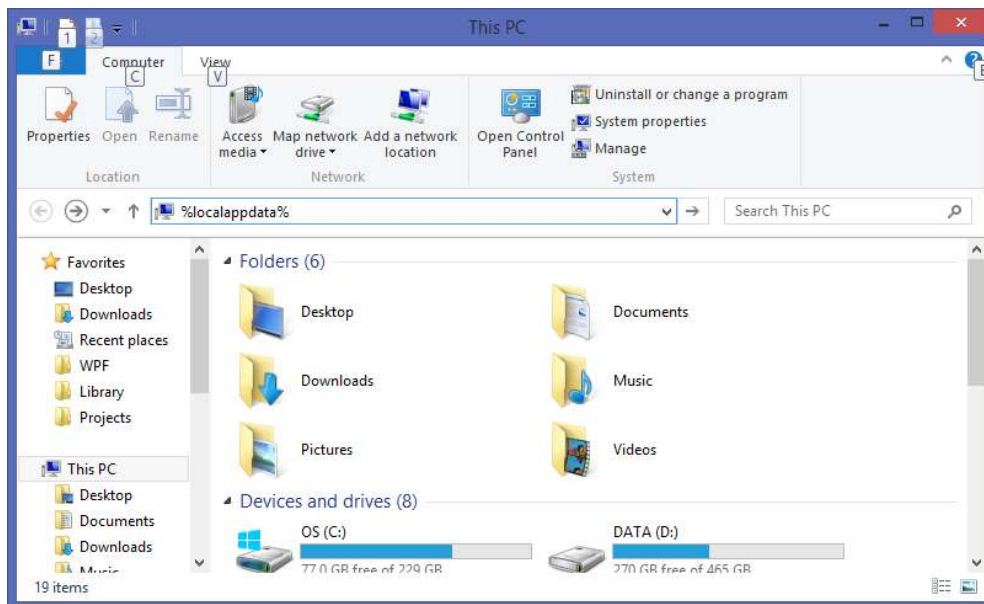 This PC
1
2
F
Computer
View
C
V
Properties
Open
Rename
Access media
Map network drive
Add a network location
Open Control Panel
Uninstall or change a program
System properties
Manage
Location
Network
System
%localappdata%
Search This PC
Favorites
Desktop
Downloads
Recent places
WPF
Library
Projects
This PC
Desktop
Documents
Downloads
Folders (6)
Desktop
Documents
Downloads
Music
Pictures
Videos
Devices and drives (8)
OS (C:)
77.0 GB free of 229 GB
DATA (D:)
270 GB free of 465 GB
19 items